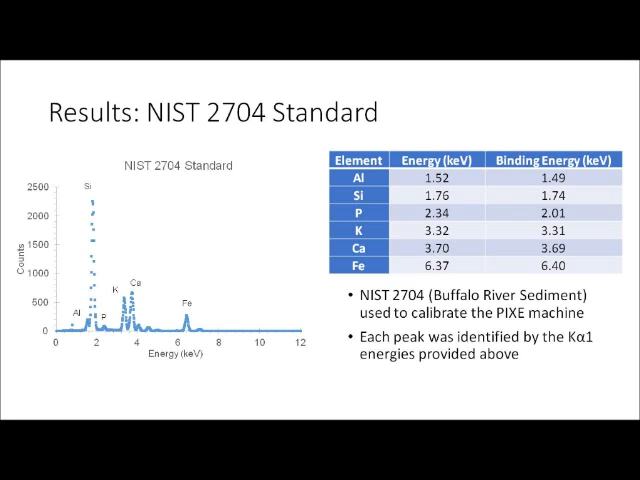 Results: NIST 2704 Standard
NIST 2704 Standard
Si
2500
2000
1500
1000
500
0
Counts
Al
P
K
Ca
Fe
0 2 4 6 8 10 12
Energy (keV)
Element Energy (keV) Binding Energy (keV)
Al 1.52 1.49
Si 1.76 1.74
P 2.34 2.01
K 3.32 3.31
Ca 3.70 3.69
Fe 6.37 6.40
• NIST 2704 (Buffalo River Sediment)
used to calibrate the PIXE machine
• Each peak was identified by the Kα1
energies provided above